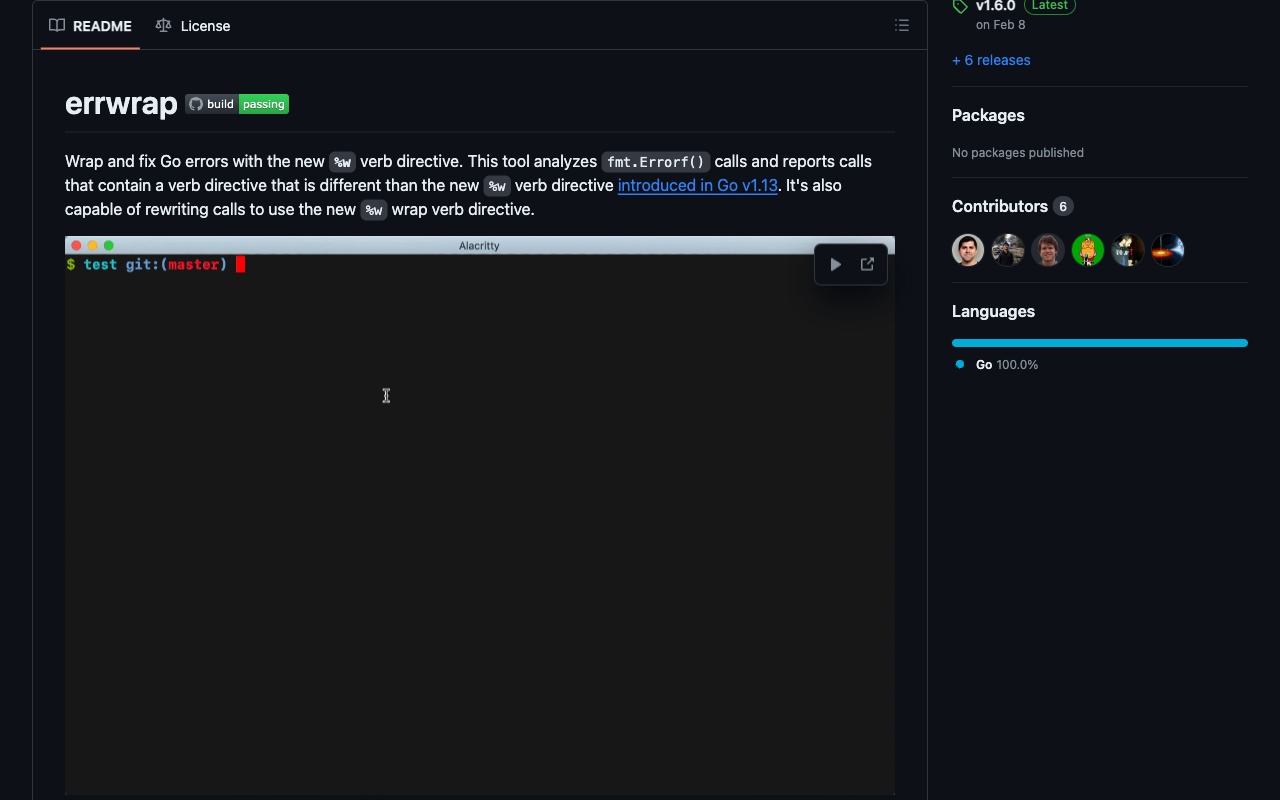 README
License
errwrap
build passing
Wrap and fix Go errors with the new %w verb directive. This tool analyzes fmt.Errorf() calls and reports calls
that contain a verb directive that is different than the new %w verb directive introduced in Go v1.13. It's also
capable of rewriting calls to use the new %w wrap verb directive.
Alacritty
$ test git:(master)
v1.6.0 Latest
on Feb 8
+ 6 releases
Packages
No packages published
Contributors 6
Languages
Go 100.0%